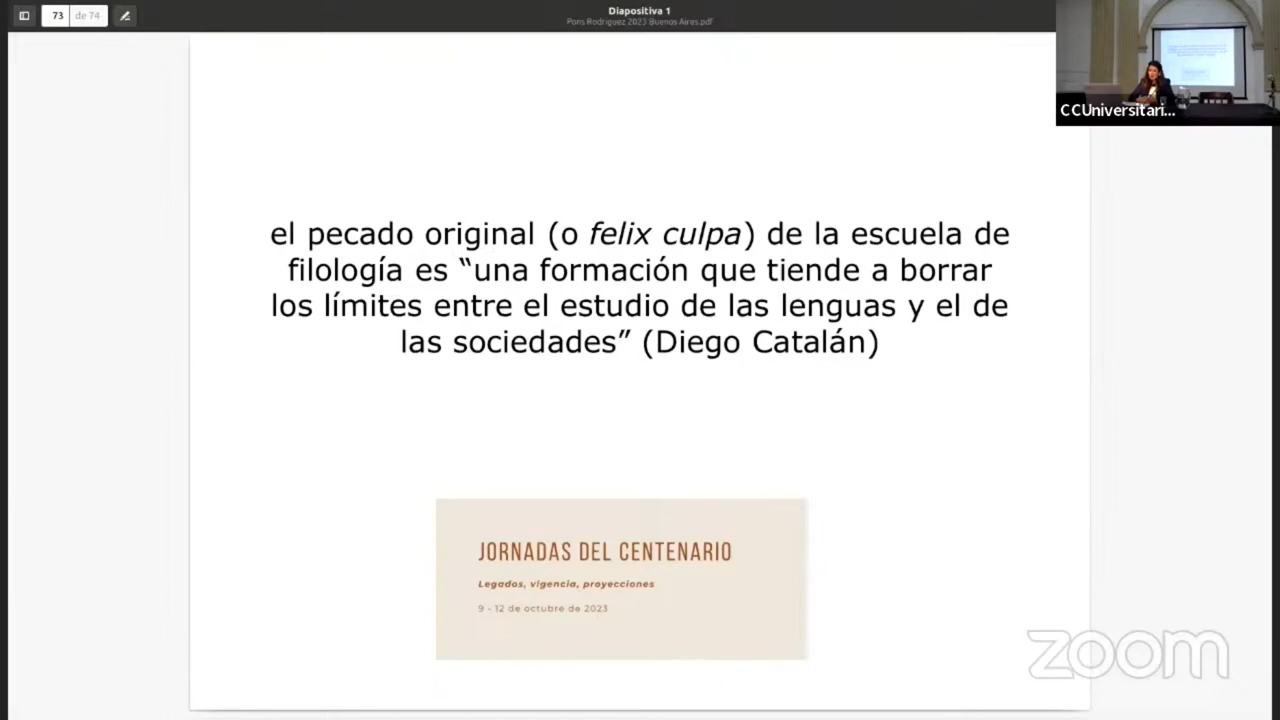 73 de 74
Diapositiva 1
Pons Rodríguez 2023 Buenos Aires.pdf
CCUniversitari...
el pecado original (o felix culpa) de la escuela de
filología es “una formación que tiende a borrar
los límites entre el estudio de las lenguas y el de
las sociedades” (Diego Catalán)
JORNADAS DEL CENTENARIO
Legados, vigencia, proyecciones
9 - 12 de octubre de 2023
zoom